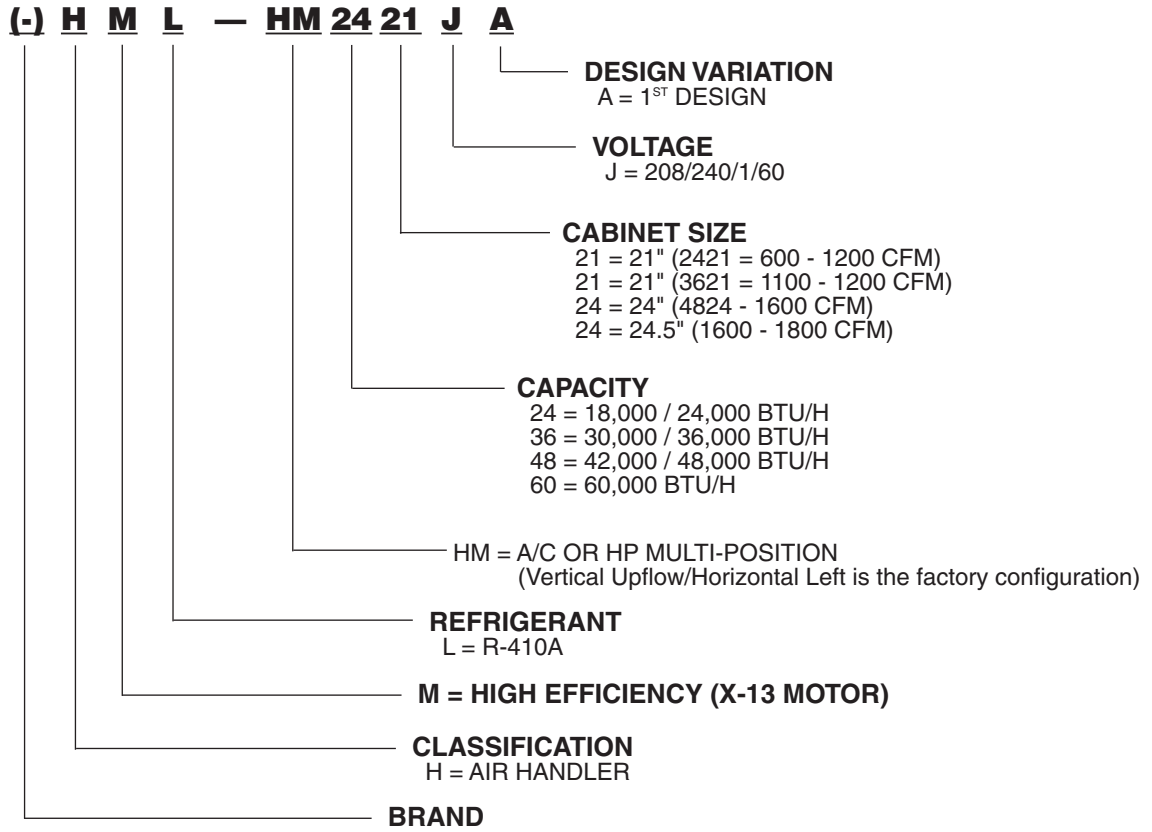 (-) H M L — HM 24 21 J A
DESIGN VARIATION
A = 1ST DESIGN
VOLTAGE
J = 208/240/1/60
CABINET SIZE
21 = 21" (2421 = 600 - 1200 CFM)
21 = 21" (3621 = 1100 - 1200 CFM)
24 = 24" (4824 - 1600 CFM)
24 = 24.5" (1600 - 1800 CFM)
CAPACITY
24 = 18,000 / 24,000 BTU/H
36 = 30,000 / 36,000 BTU/H
48 = 42,000 / 48,000 BTU/H
60 = 60,000 BTU/H
HM = A/C OR HP MULTI-POSITION
(Vertical Upflow/Horizontal Left is the factory configuration)
REFRIGERANT
L = R-410A
M = HIGH EFFICIENCY (X-13 MOTOR)
CLASSIFICATION
H = AIR HANDLER
BRAND